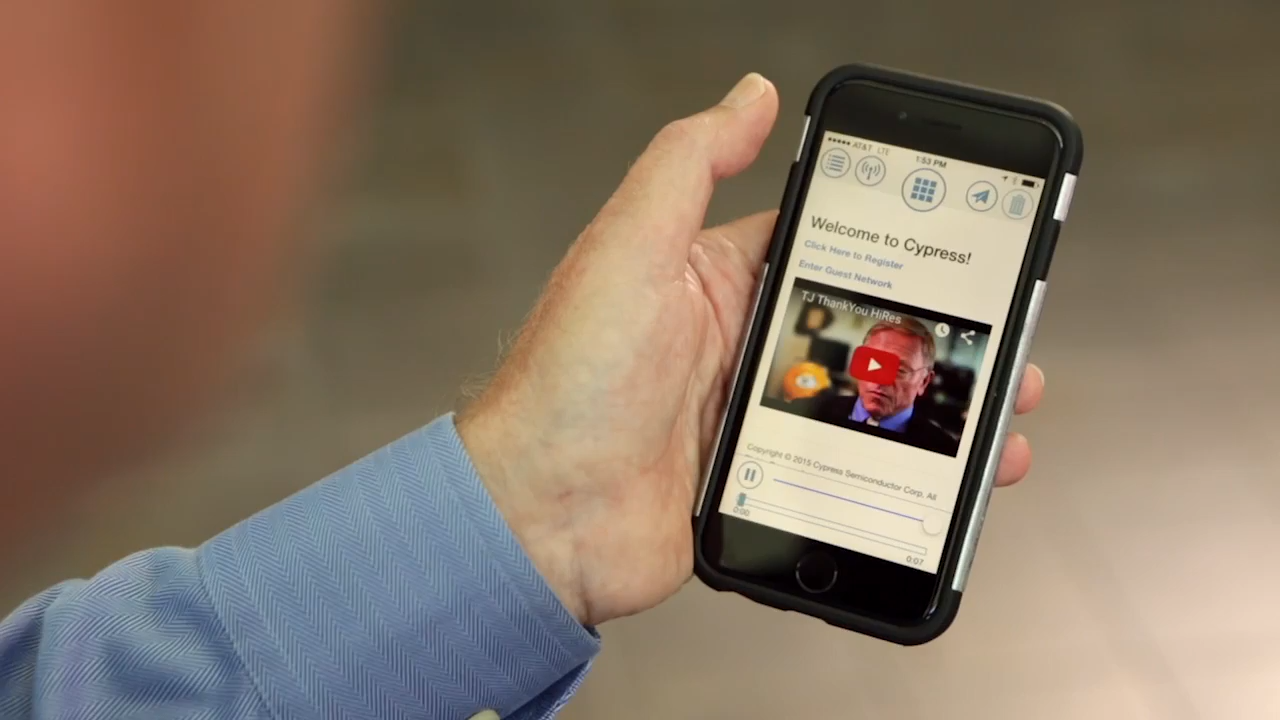 AT&T LTE
1:53 PM
Welcome to Cypress!
Click Here to Register
Enter Guest Network
TJ ThankYou HiRes
Copyright © 2015 Cypress Semiconductor Corp. All
0:00
0:07